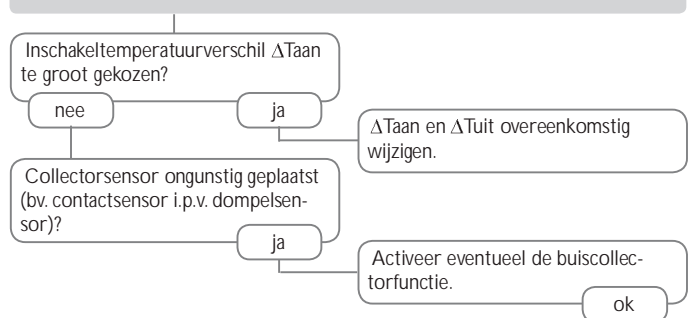 Inschakeltemperatuurverschil ΔTaan
te groot gekozen?
nee
ja
ΔTaan en ΔTuit overeenkomstig
wijzigen.
Collectorsensor ongunstig geplaatst
(bv. contactsensor i.p.v. dompelsen-
sor)?
ja
Activeer eventueel de buiscollec-
torfunctie.
ok